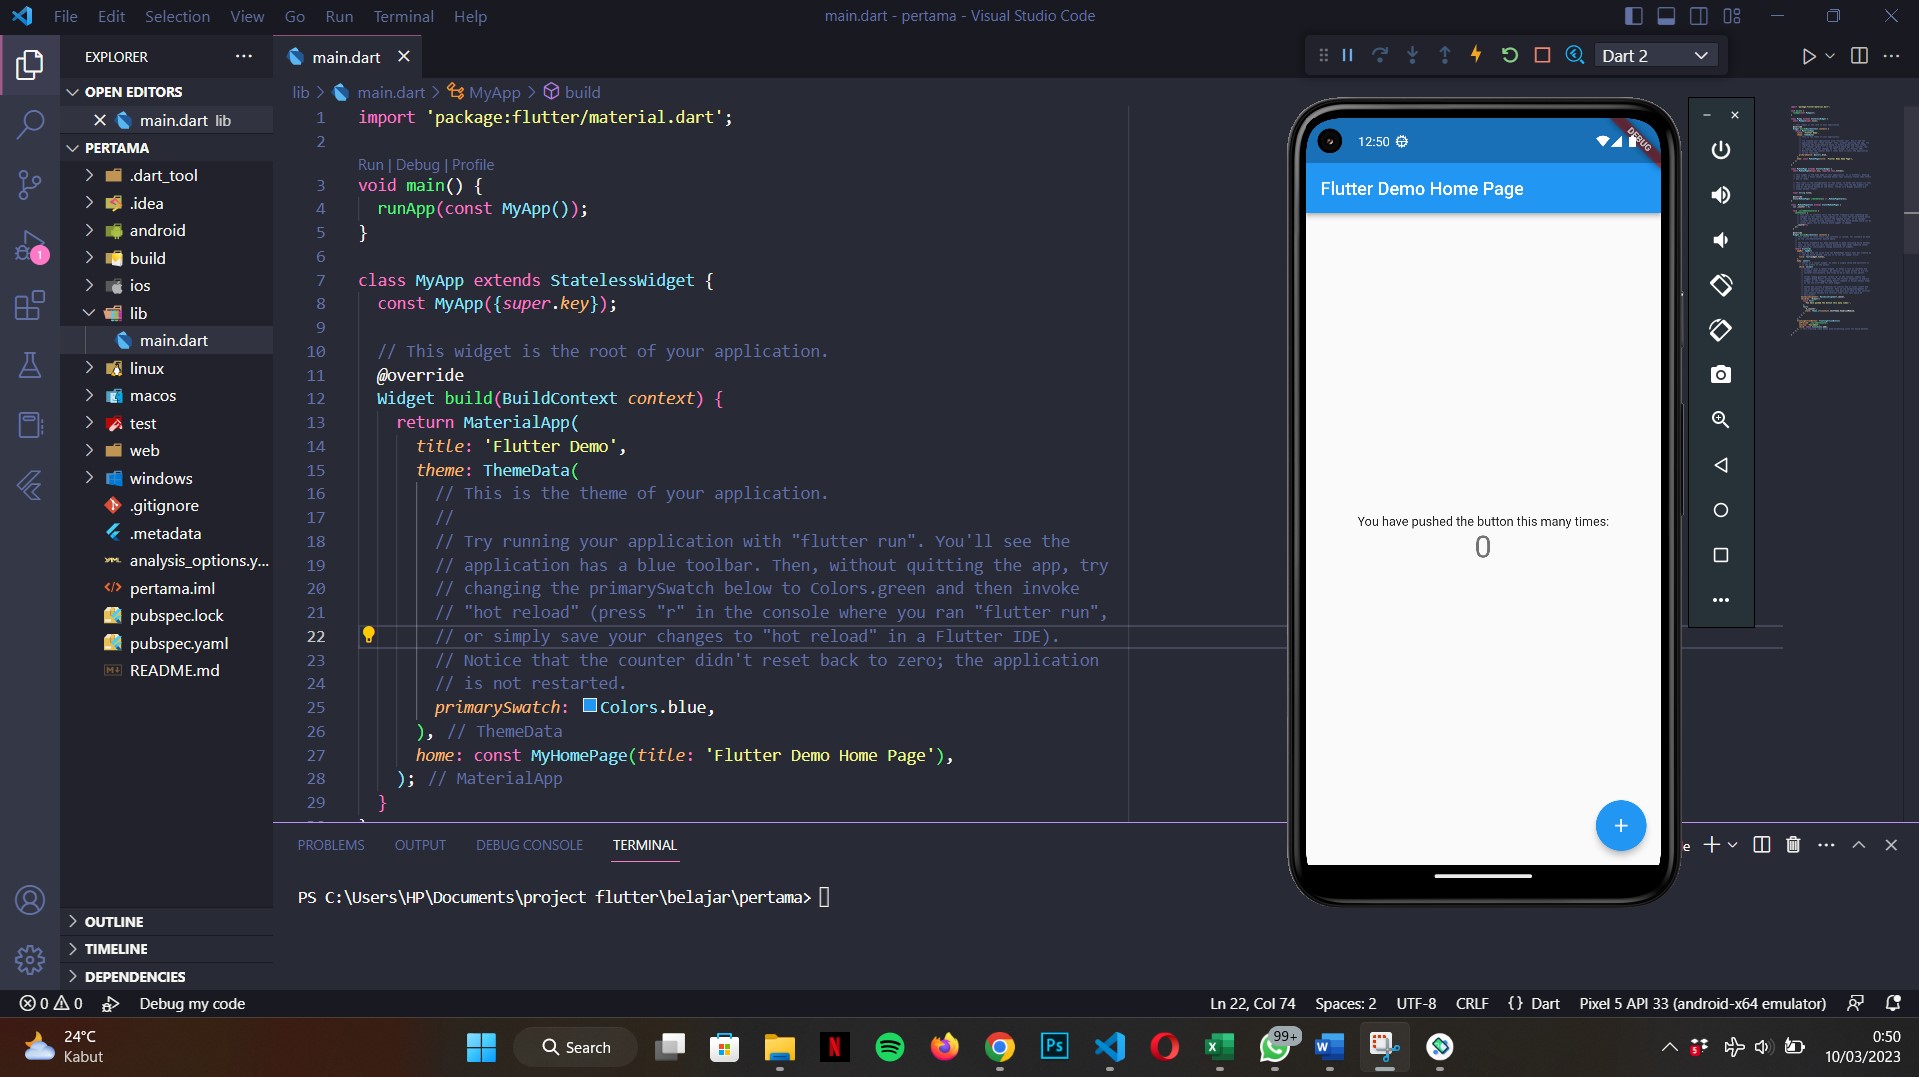 File Edit Selection View Go Run Terminal Help
main.dart - pertama - Visual Studio Code
EXPLORER
OPEN EDITORS
main.dart lib
PERTAMA
.dart_tool
.idea
android
build
ios
lib
main.dart
linux
macos
test
web
windows
.gitignore
.metadata
analysis_options.y...
pertama.iml
pubspec.lock
pubspec.yaml
README.md
OUTLINE
TIMELINE
DEPENDENCIES
1
main.dart
Dart 2
lib > main.dart > MyApp > build
1 import 'package:flutter/material.dart';
2
Run | Debug | Profile
3 void main() {
4 runApp(const MyApp());
5 }
6
7 class MyApp extends StatelessWidget {
8 const MyApp({super.key});
9
10 // This widget is the root of your application.
11 @override
12 Widget build(BuildContext context) {
13 return MaterialApp(
14 title: 'Flutter Demo',
15 theme: ThemeData(
16 // This is the theme of your application.
17 //
18 // Try running your application with "flutter run". You'll see the
19 // application has a blue toolbar. Then, without quitting the app, try
20 // changing the primarySwatch below to Colors.green and then invoke
21 // "hot reload" (press "r" in the console where you ran "flutter run",
22 // or simply save your changes to "hot reload" in a Flutter IDE).
23 // Notice that the counter didn't reset back to zero; the application
24 // is not restarted.
25 primarySwatch: Colors.blue,
26 ), // ThemeData
27 home: const MyHomePage(title: 'Flutter Demo Home Page'),
28 ); // MaterialApp
29 }
12:50
DEBUG
Flutter Demo Home Page
You have pushed the button this many times:
0
+
PROBLEMS OUTPUT DEBUG CONSOLE TERMINAL
PS C:\Users\HP\Documents\project flutter\belajar\pertama>
0 0 Debug my code
Ln 22, Col 74 Spaces: 2 UTF-8 CRLF {} Dart Pixel 5 API 33 (android-x64 emulator)
24°C
Kabut
Search
N
Ps
99+
W
0:50
10/03/2023